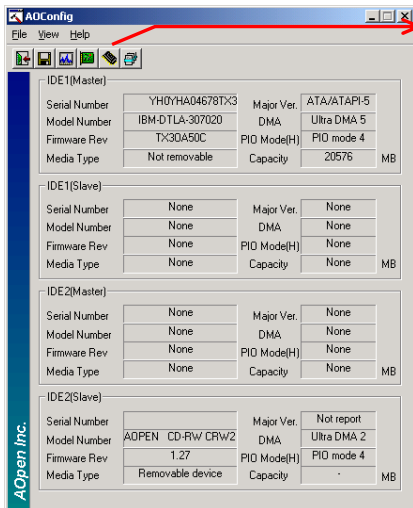 AOConfig
File View Help
IDE1(Master)
Serial Number YH0YHA04678TX3 Major Ver. ATA/ATAPI-5
Model Number IBM-DTLA-307020 DMA Ultra DMA 5
Firmware Rev TX3OA50C PIO Mode(H) PIO mode 4
Media Type Not removable Capacity 20576 MB
IDE1(Slave)
Serial Number None Major Ver. None
Model Number None DMA None
Firmware Rev None PIO Mode(H) None
Media Type None Capacity None MB
IDE2(Master)
Serial Number None Major Ver. None
Model Number None DMA None
Firmware Rev None PIO Mode(H) None
Media Type None Capacity None MB
IDE2(Slave)
Serial Number Major Ver. Not report
Model Number AOPEN CD-RW CRW2 DMA Ultra DMA 2
Firmware Rev 1.27 PIO Mode(H) PIO mode 4
Media Type Removable device Capacity - MB
AOpen Inc.